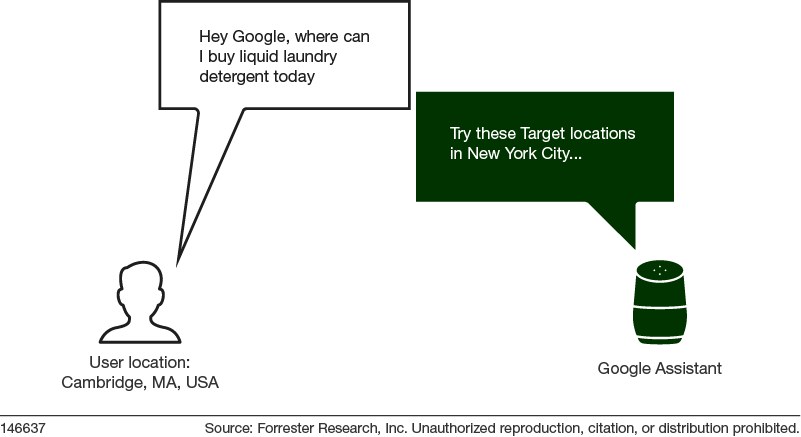 Hey Google, where can
I buy liquid laundry
detergent today
Try these Target locations
in New York City...
User location:
Cambridge, MA, USA
Google Assistant
146637
Source: Forrester Research, Inc. Unauthorized reproduction, citation, or distribution prohibited.